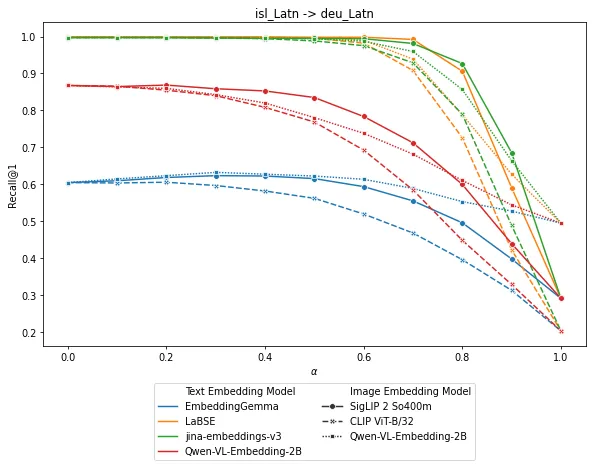 isl_Latn -> deu_Latn
Recall@1
1.0
0.9
0.8
0.7
0.6
0.5
0.4
0.3
0.2
0.0 0.2 0.4 0.6 0.8 1.0
α
Text Embedding Model
EmbeddingGemma
LaBSE
jina-embeddings-v3
Qwen-VL-Embedding-2B
Image Embedding Model
SigLIP 2 So400m
CLIP ViT-B/32
Qwen-VL-Embedding-2B